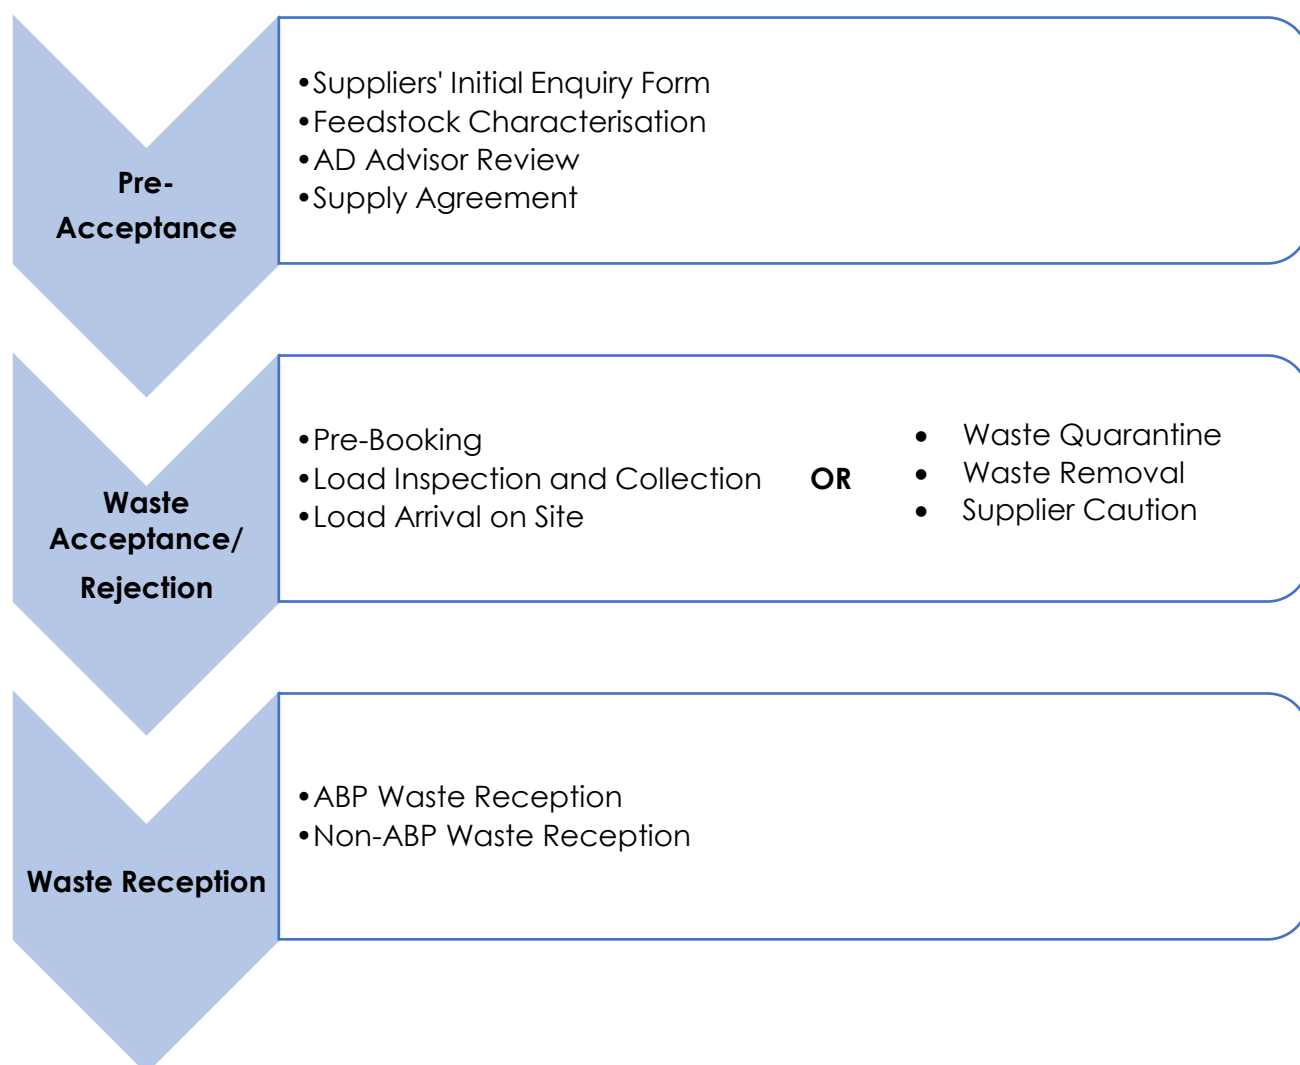 Pre-
Acceptance
•Suppliers' Initial Enquiry Form
•Feedstock Characterisation
•AD Advisor Review
•Supply Agreement
Waste
Acceptance/
Rejection
•Pre-Booking
•Load Inspection and Collection
•Load Arrival on Site
OR
• Waste Quarantine
• Waste Removal
• Supplier Caution
Waste Reception
•ABP Waste Reception
•Non-ABP Waste Reception